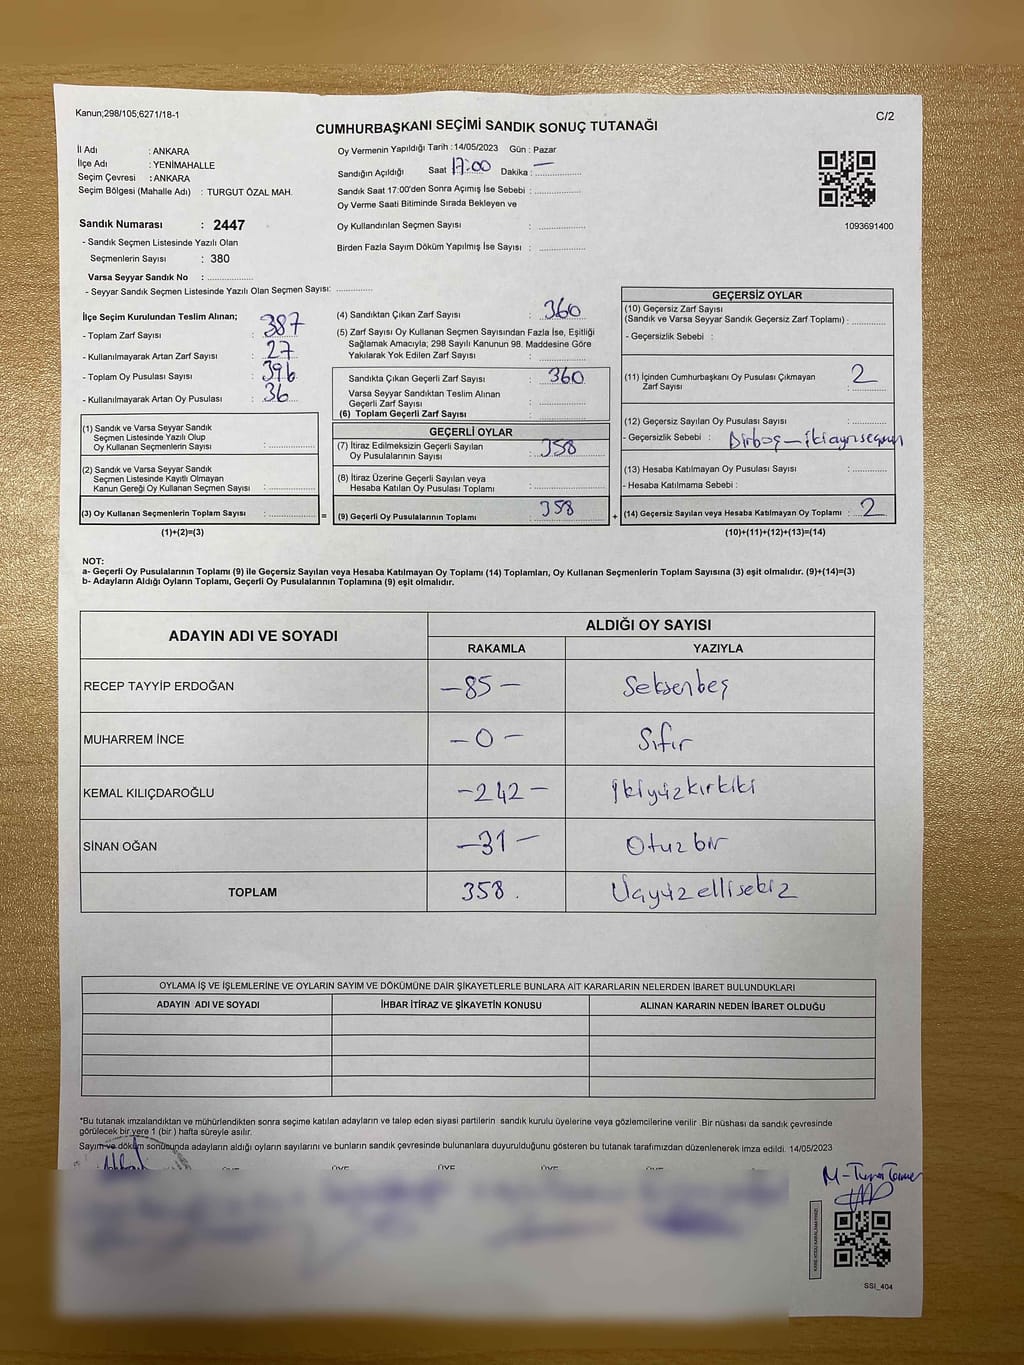 Kanun;298/105;6271/18-1
C/2
CUMHURBAŞKANI SEÇİMİ SANDIK SONUÇ TUTANAĞI
İl Adı : ANKARA
İlçe Adı : YENİMAHALLE
Seçim Çevresi : ANKARA
Seçim Bölgesi (Mahalle Adı) : TURGUT ÖZAL MAH.
Oy Vermenin Yapıldığı Tarih : 14/05/2023 Gün : Pazar
Sandığın Açıldığı Saat 17:00 Dakika : —
Sandık Saat 17:00'den Sonra Açımış İse Sebebi :
Oy Verme Saati Bitiminde Sırada Bekleyen ve
Oy Kullandırılan Seçmen Sayısı :
Birden Fazla Sayım Döküm Yapılmış İse Sayısı :
1093691400
Sandık Numarası : 2447
- Sandık Seçmen Listesinde Yazılı Olan
Seçmenlerin Sayısı : 380
Varsa Seyyar Sandık No :
- Seyyar Sandık Seçmen Listesinde Yazılı Olan Seçmen Sayısı:
İlçe Seçim Kurulundan Teslim Alınan;
- Toplam Zarf Sayısı : 387
- Kullanılmayarak Artan Zarf Sayısı : 27
- Toplam Oy Pusulası Sayısı : 396
- Kullanılmayarak Artan Oy Pusulası : 36
(1) Sandık ve Varsa Seyyar Sandık
Seçmen Listesinde Yazılı Olup
Oy Kullanan Seçmenlerin Sayısı :
(2) Sandık ve Varsa Seyyar Sandık
Seçmen Listesinde Kayıtlı Olmayan
Kanun Gereği Oy Kullanan Seçmen Sayısı :
(3) Oy Kullanan Seçmenlerin Toplam Sayısı : =
(1)+(2)=(3)
(4) Sandıktan Çıkan Zarf Sayısı : 360
(5) Zarf Sayısı Oy Kullanan Seçmen Sayısından Fazla İse, Eşitliği
Sağlamak Amacıyla; 298 Sayılı Kanunun 98. Maddesine Göre
Yakılarak Yok Edilen Zarf Sayısı :
Sandıkta Çıkan Geçerli Zarf Sayısı : 360
Varsa Seyyar Sandıktan Teslim Alınan
Geçerli Zarf Sayısı :
(6) Toplam Geçerli Zarf Sayısı :
GEÇERLİ OYLAR
(7) İtiraz Edilmeksizin Geçerli Sayılan
Oy Pusulalarının Sayısı : 358
(8) İtiraz Üzerine Geçerli Sayılan veya
Hesaba Katılan Oy Pusulası Toplamı :
(9) Geçerli Oy Pusulalarının Toplamı : 358 +
GEÇERSİZ OYLAR
(10) Geçersiz Zarf Sayısı
(Sandık ve Varsa Seyyar Sandık Geçersiz Zarf Toplamı) :
- Geçersizlik Sebebi :
(11) İçinden Cumhurbaşkanı Oy Pusulası Çıkmayan
Zarf Sayısı : 2
(12) Geçersiz Sayılan Oy Pusulası Sayısı :
- Geçersizlik Sebebi : Birboş – iki ayrı seçmen
(13) Hesaba Katılmayan Oy Pusulası Sayısı :
- Hesaba Katılmama Sebebi :
(14) Geçersiz Sayılan veya Hesaba Katılmayan Oy Toplamı : 2
(10)+(11)+(12)+(13)=(14)
NOT:
a- Geçerli Oy Pusulalarının Toplamı (9) ile Geçersiz Sayılan veya Hesaba Katılmayan Oy Toplamı (14) Toplamları, Oy Kullanan Seçmenlerin Toplam Sayısına (3) eşit olmalıdır. (9)+(14)=(3)
b- Adayların Aldığı Oyların Toplamı, Geçerli Oy Pusulalarının Toplamına (9) eşit olmalıdır.
ADAYIN ADI VE SOYADI
ALDIĞI OY SAYISI
RAKAMLA YAZIYLA
RECEP TAYYİP ERDOĞAN –85– Seksenbeş
MUHARREM İNCE –0– Sıfır
KEMAL KILIÇDAROĞLU –242– İkiyüzkırkiki
SİNAN OĞAN –31– Otuzbir
TOPLAM 358. Üçyüzellisekiz
OYLAMA İŞ VE İŞLEMLERİNE VE OYLARIN SAYIM VE DÖKÜMÜNE DAİR ŞİKAYETLERLE BUNLARA AİT KARARLARIN NELERDEN İBARET BULUNDUKLARI
ADAYIN ADI VE SOYADI İHBAR İTİRAZ VE ŞİKAYETİN KONUSU ALINAN KARARIN NEDEN İBARET OLDUĞU
*Bu tutanak imzalandıktan ve mühürlendikten sonra seçime katılan adayların ve talep eden siyasi partilerin sandık kurulu üyelerine veya gözlemcilerine verilir .Bir nüshası da sandık çevresinde
görülecek bir yere 1 (bir ) hafta süreyle asılır.
Sayım ve döküm sonucunda adayların aldığı oyların sayılarını ve bunların sandık çevresinde bulunanlara duyurulduğunu gösteren bu tutanak tarafımızdan düzenlenerek imza edildi. 14/05/2023
ÜYE ÜYE ÜYE ÜYE ÜYE
SSİ_404